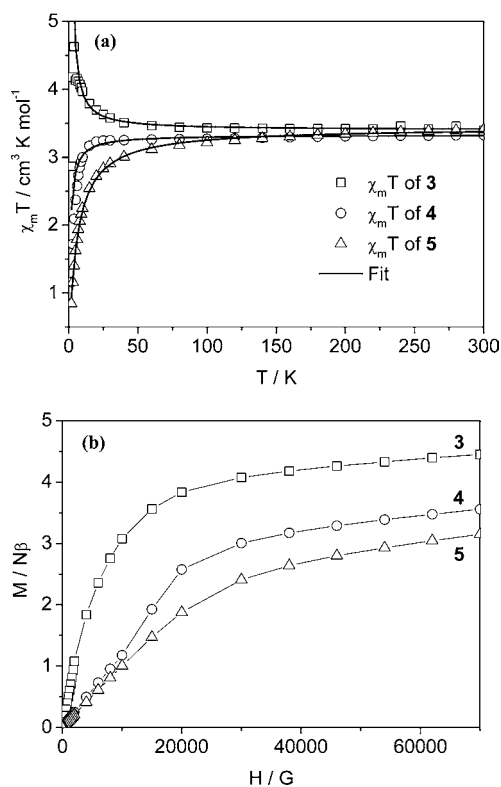 (a)
5
4
3
2
1
χₘT / cm³ K mol⁻¹
χₘT of 3
χₘT of 4
χₘT of 5
Fit
0 50 100 150 200 250 300
T / K
(b)
5
4
3
2
1
0
M / Nβ
3
4
5
0 20000 40000 60000
H / G